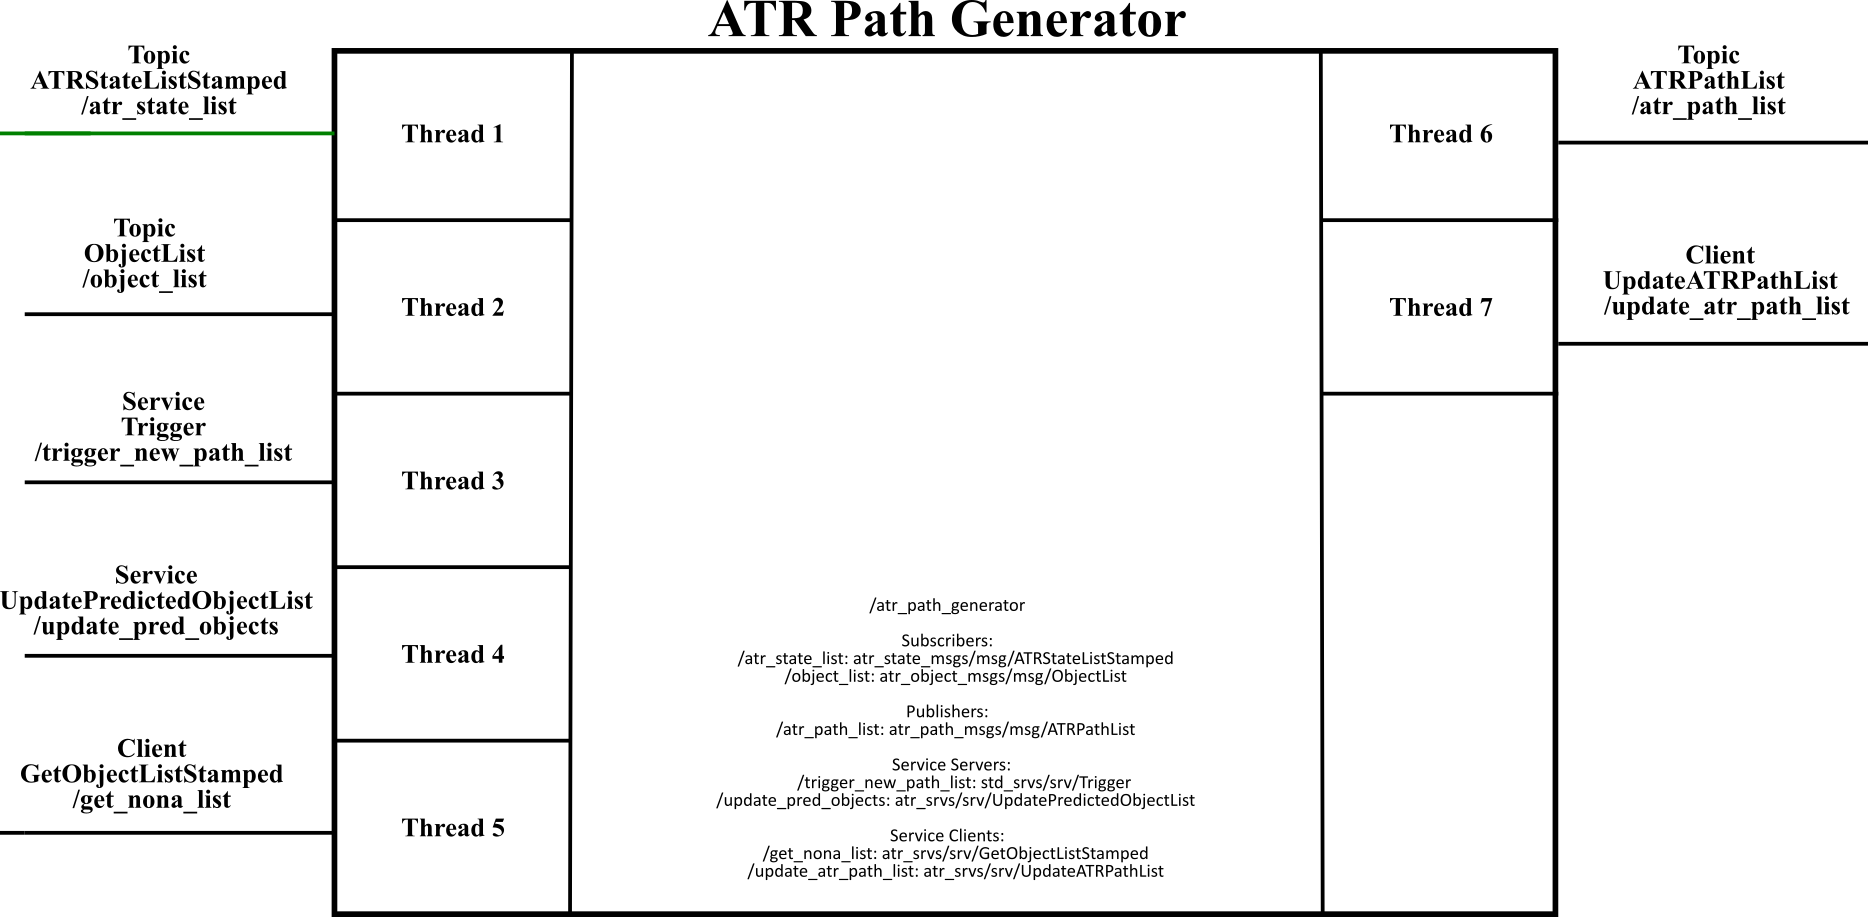 ATR Path Generator
Topic
ATRStateListStamped
/atr_state_list
Topic
ObjectList
/object_list
Service
Trigger
/trigger_new_path_list
Service
UpdatePredictedObjectList
/update_pred_objects
Client
GetObjectListStamped
/get_nona_list
Thread 1
Thread 2
Thread 3
Thread 4
Thread 5
/atr_path_generator
Subscribers:
/atr_state_list: atr_state_msgs/msg/ATRStateListStamped
/object_list: atr_object_msgs/msg/ObjectList
Publishers:
/atr_path_list: atr_path_msgs/msg/ATRPathList
Service Servers:
/trigger_new_path_list: std_srvs/srv/Trigger
/update_pred_objects: atr_srvs/srv/UpdatePredictedObjectList
Service Clients:
/get_nona_list: atr_srvs/srv/GetObjectListStamped
/update_atr_path_list: atr_srvs/srv/UpdateATRPathList
Thread 6
Thread 7
Topic
ATRPathList
/atr_path_list
Client
UpdateATRPathList
/update_atr_path_list